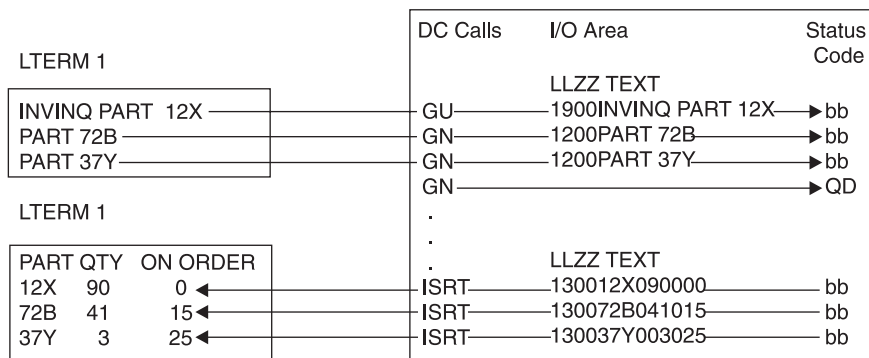 DC Calls I/O Area Status Code
LTERM 1
LLZZ TEXT
INVINQ PART 12X GU 1900INVINQ PART 12X bb
PART 72B GN 1200PART 72B bb
PART 37Y GN 1200PART 37Y bb
GN QD
LTERM 1
.
.
.
LLZZ TEXT
PART QTY ON ORDER
12X 90 0 ISRT 130012X090000 bb
72B 41 15 ISRT 130072B041015 bb
37Y 3 25 ISRT 130037Y003025 bb